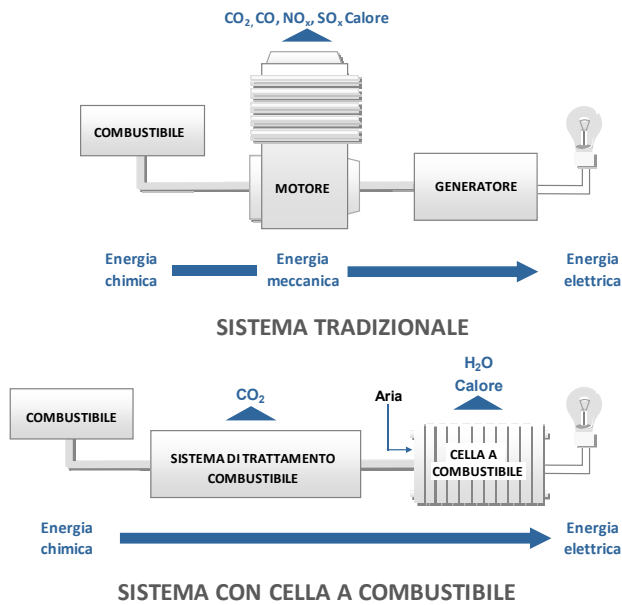 CO₂, CO, NOₓ, SOₓ Calore
COMBUSTIBILE
MOTORE
GENERATORE
Energia
chimica
Energia
meccanica
Energia
elettrica
SISTEMA TRADIZIONALE
H₂O
Calore
CO₂
Aria
COMBUSTIBILE
SISTEMA DI TRATTAMENTO
COMBUSTIBILE
CELLA A
COMBUSTIBILE
Energia
chimica
Energia
elettrica
SISTEMA CON CELLA A COMBUSTIBILE